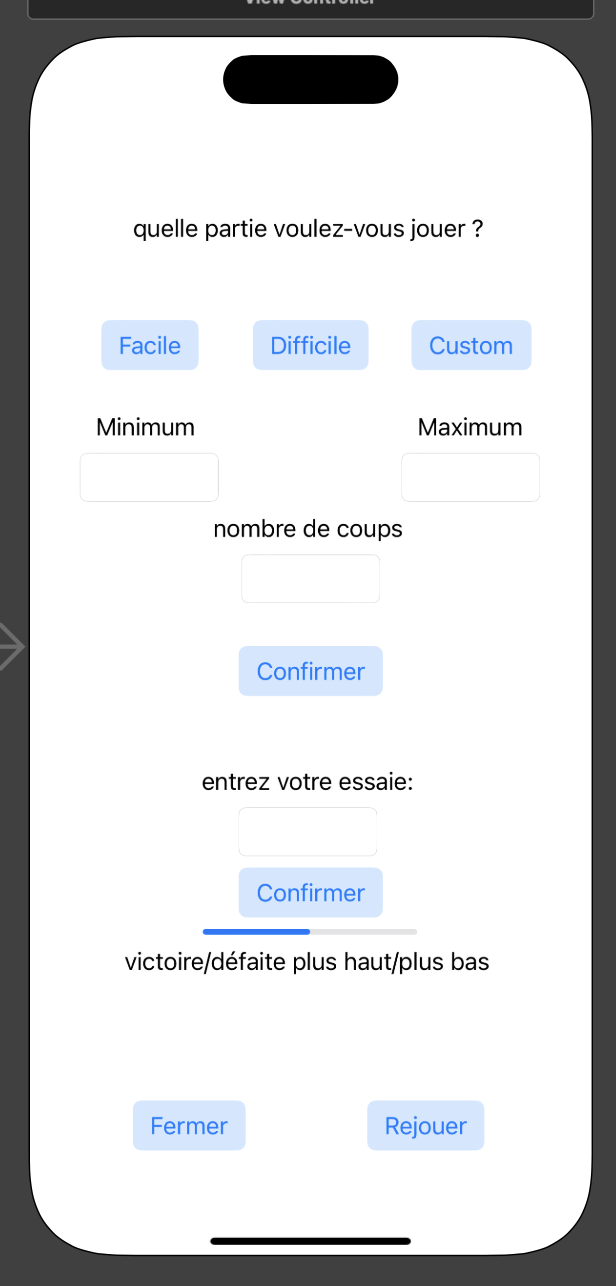 View Controller
quelle partie voulez-vous jouer ?
Facile Difficile Custom
Minimum Maximum
nombre de coups
Confirmer
entrez votre essaie:
Confirmer
victoire/défaite plus haut/plus bas
Fermer Rejouer